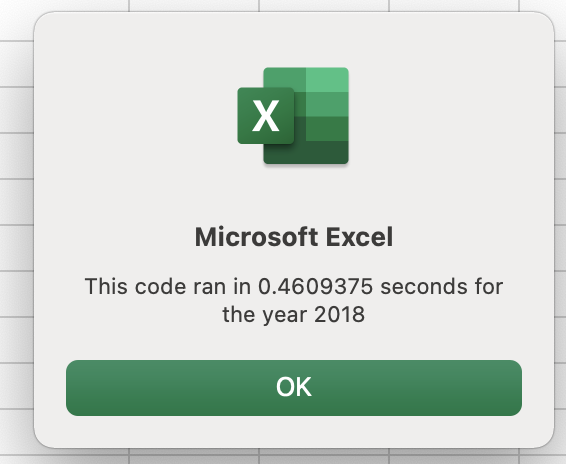 X
Microsoft Excel
This code ran in 0.4609375 seconds for
the year 2018
OK